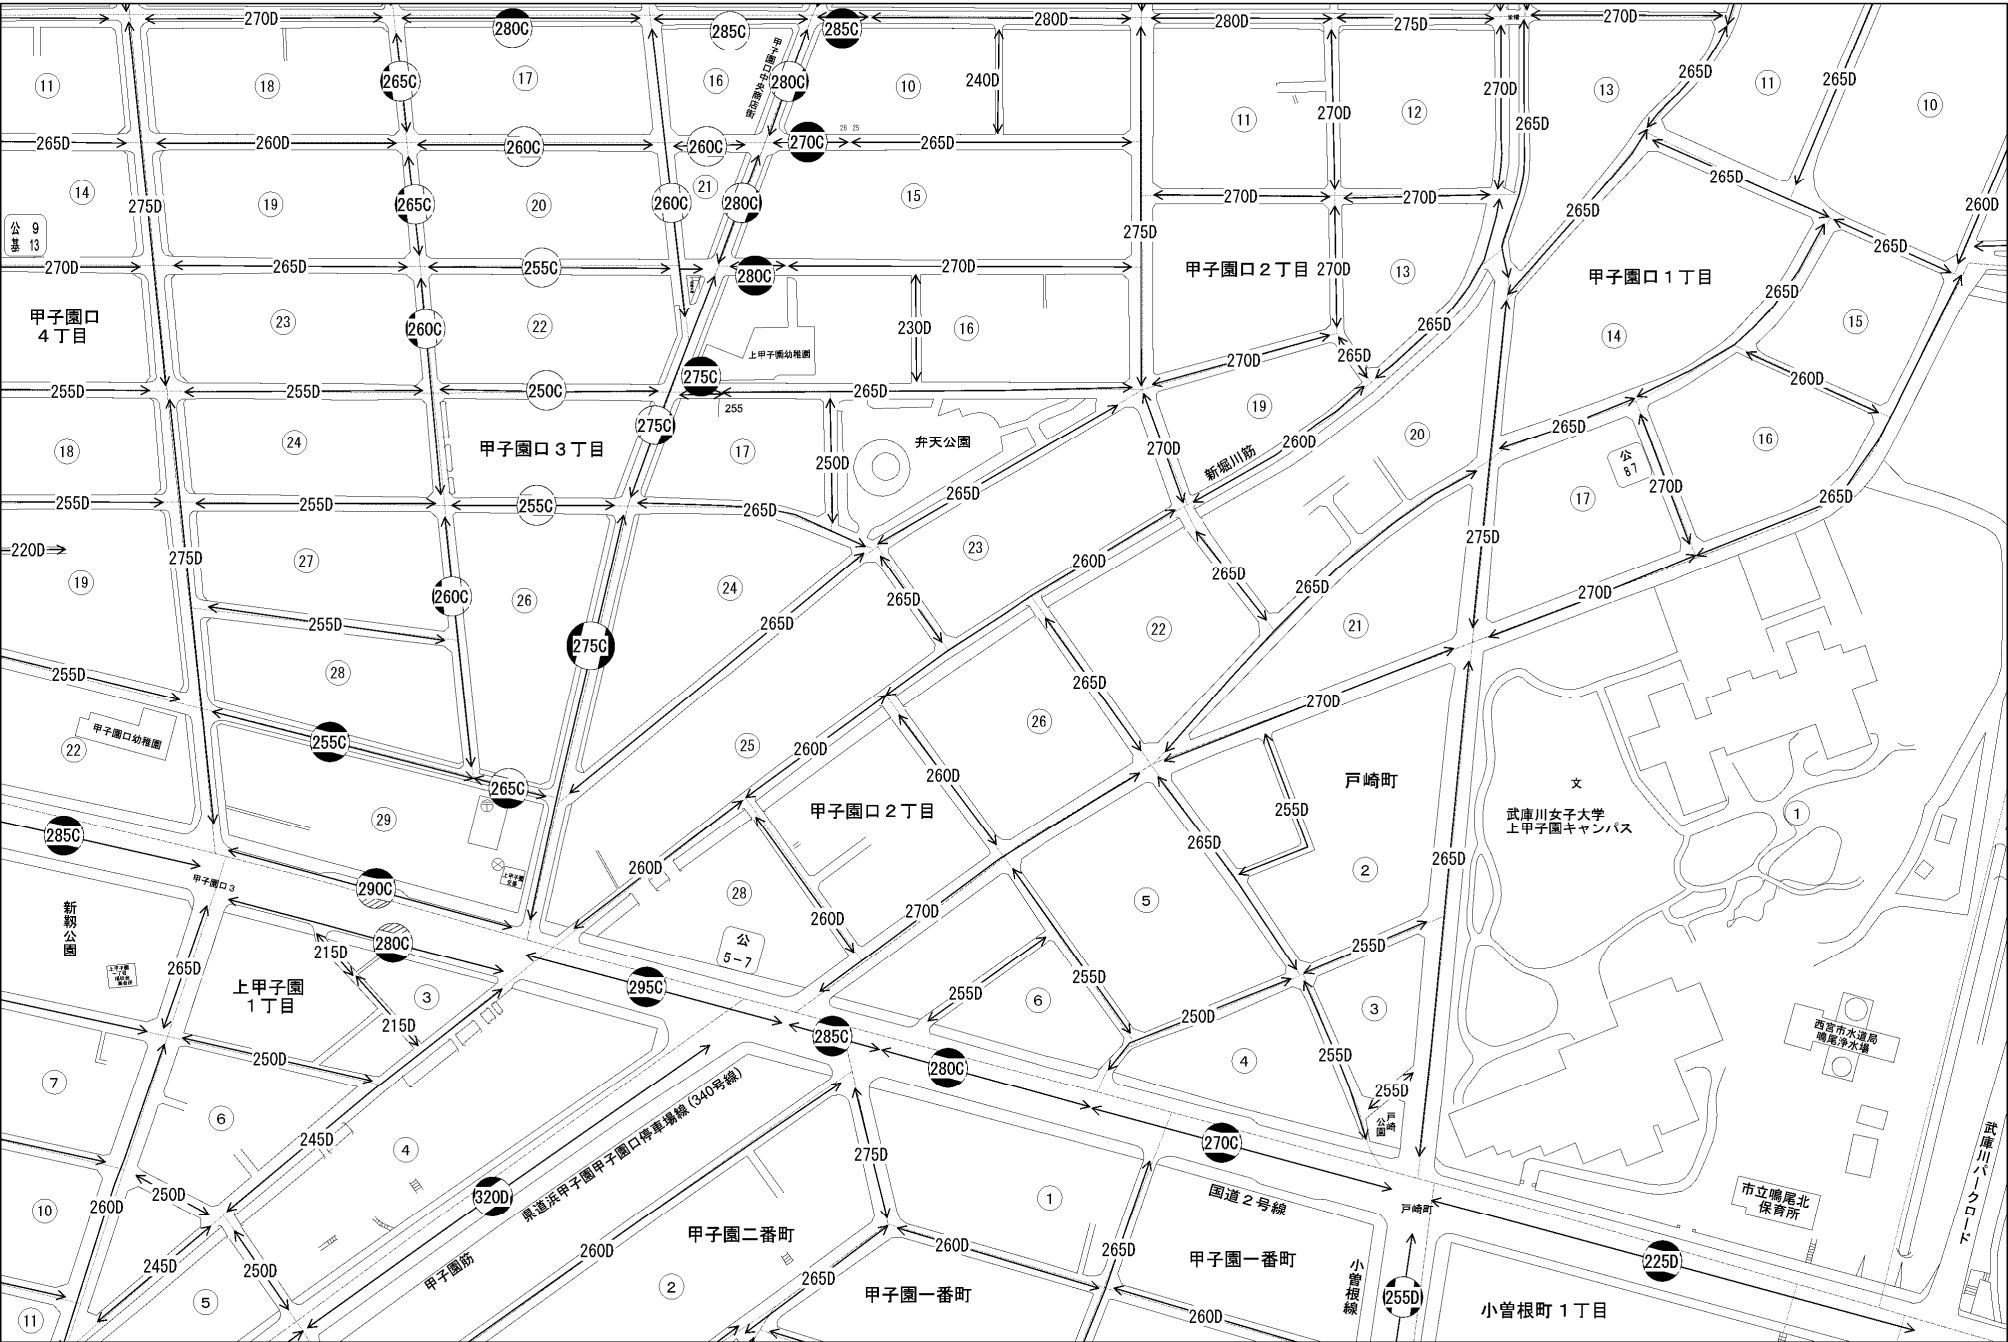 270D
280C
285C
285C
280D
280D
275D
270D
265C
甲子園口中央商店街
280C
240D
270D
270D
265D
265D
265D
11
18
17
16
10
11
12
13
11
10
265D
260D
260C
260C
270C
26 25
265D
14
275D
19
265C
20
260C
21
280C
15
270D
270D
265D
265D
260D
公 9
基 13
275D
265D
270D
265D
255C
280C
270D
甲子園口2丁目
270D
13
甲子園口1丁目
甲子園口
4丁目
23
260C
22
230D
16
265D
265D
14
15
上甲子園幼稚園
270D
265D
255D
255D
250C
275C
265D
260D
255
275C
19
20
265D
16
18
24
甲子園口3丁目
17
250D
弁天公園
270D
新堀川筋
260D
公
87
17
270D
265D
265D
255D
255D
255C
265D
220D
275D
27
23
260D
265D
275D
19
260C
26
24
265D
265D
270D
255D
275C
265D
22
21
255D
28
265D
270D
22
甲子園口幼稚園
255C
25
260D
26
265C
260D
戸崎町
文
武庫川女子大学
上甲子園キャンパス
1
285C
29
甲子園口2丁目
255D
265D
265D
甲子園口3
290C
260D
28
260D
270D
5
2
新
靱
公
園
265D
280C
215D
公
5-7
255D
255D
上甲子園
1丁目
3
295C
255D
6
250D
3
215D
285C
280C
4
255D
255D
西宮市水道局
鳴尾浄水場
250D
7
6
県道浜甲子園甲子園口停車場線(340号線)
戸崎
公園
270C
245D
4
275D
武庫川パークロード
250D
320D
1
国道2号線
戸崎町
市立鳴尾北
保育所
10
260D
甲子園二番町
260D
260D
265D
甲子園一番町
245D
250D
甲子園筋
265D
小曽根線
225D
5
2
甲子園一番町
255D
11
260D
小曽根町1丁目